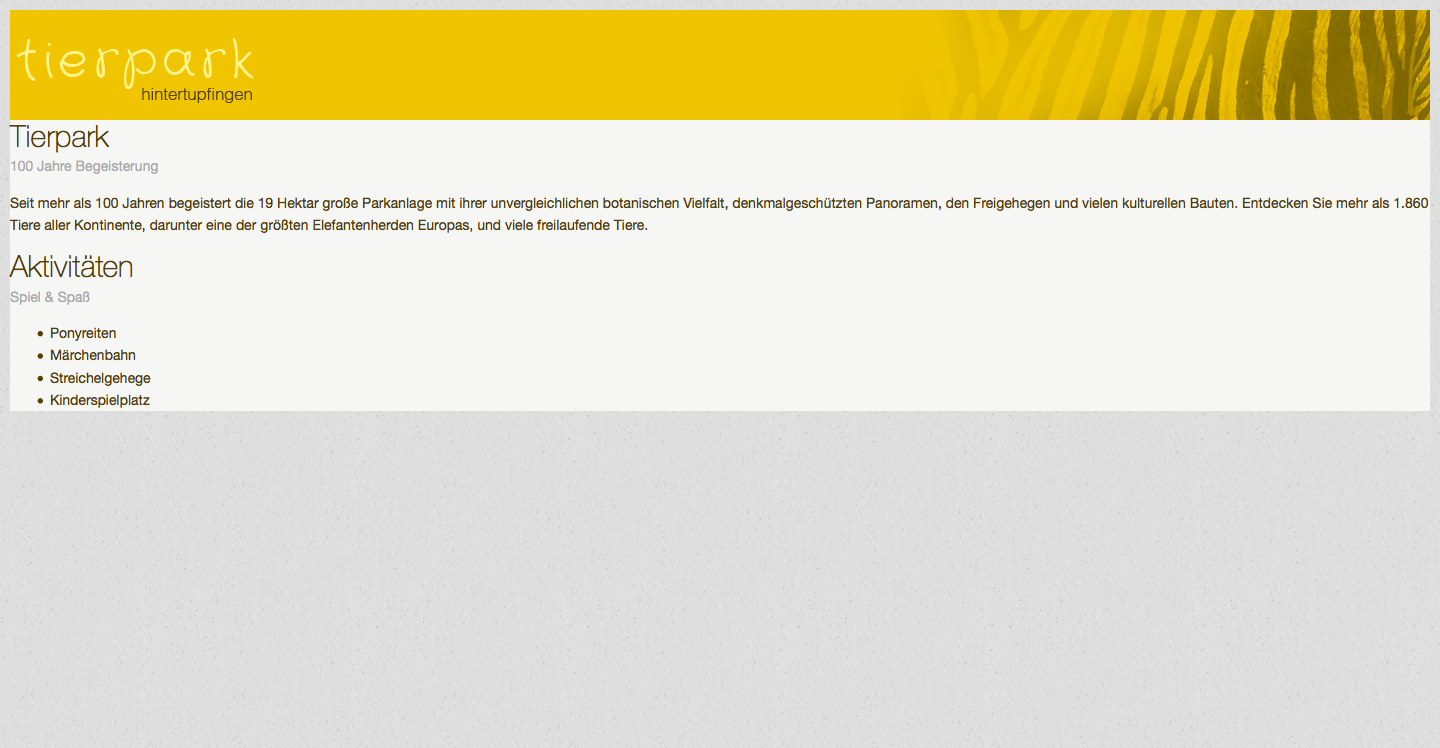 tierpark
hintertupfingen
Tierpark
100 Jahre Begeisterung
Seit mehr als 100 Jahren begeistert die 19 Hektar große Parkanlage mit ihrer unvergleichlichen botanischen Vielfalt, denkmalgeschützten Panoramen, den Freigehegen und vielen kulturellen Bauten. Entdecken Sie mehr als 1.860
Tiere aller Kontinente, darunter eine der größten Elefantenherden Europas, und viele freilaufende Tiere.
Aktivitäten
Spiel & Spaß
• Ponyreiten
• Märchenbahn
• Streichelgehege
• Kinderspielplatz